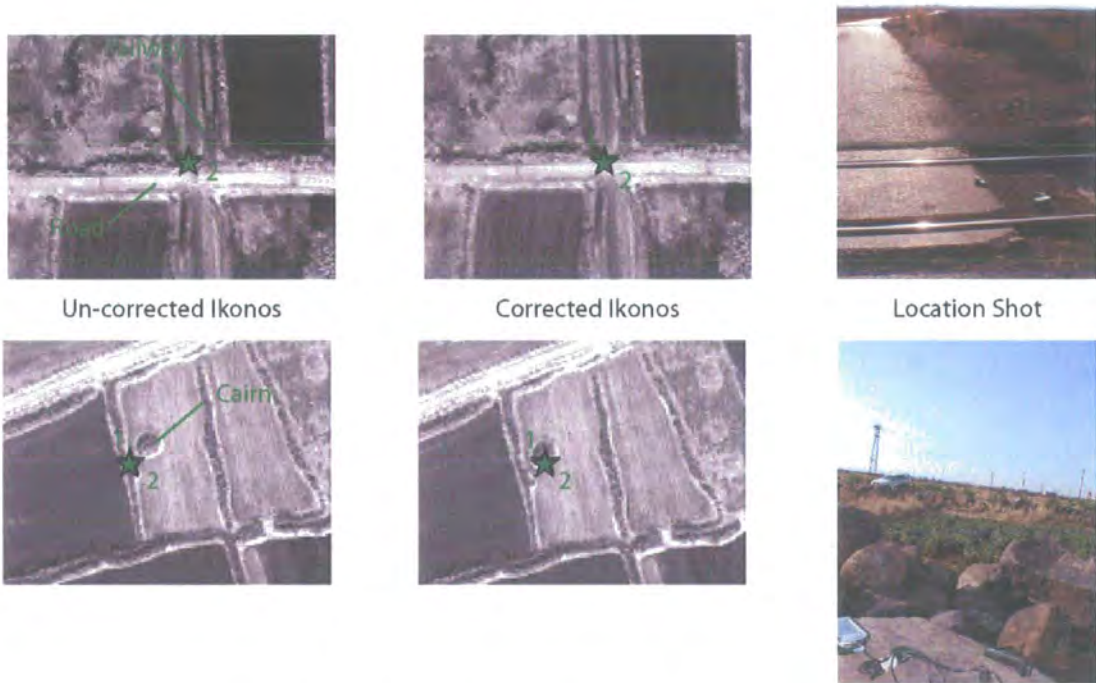 Railway
2
Road
2
Un-corrected Ikonos
Corrected Ikonos
Location Shot
Cairn
1
2
1
2